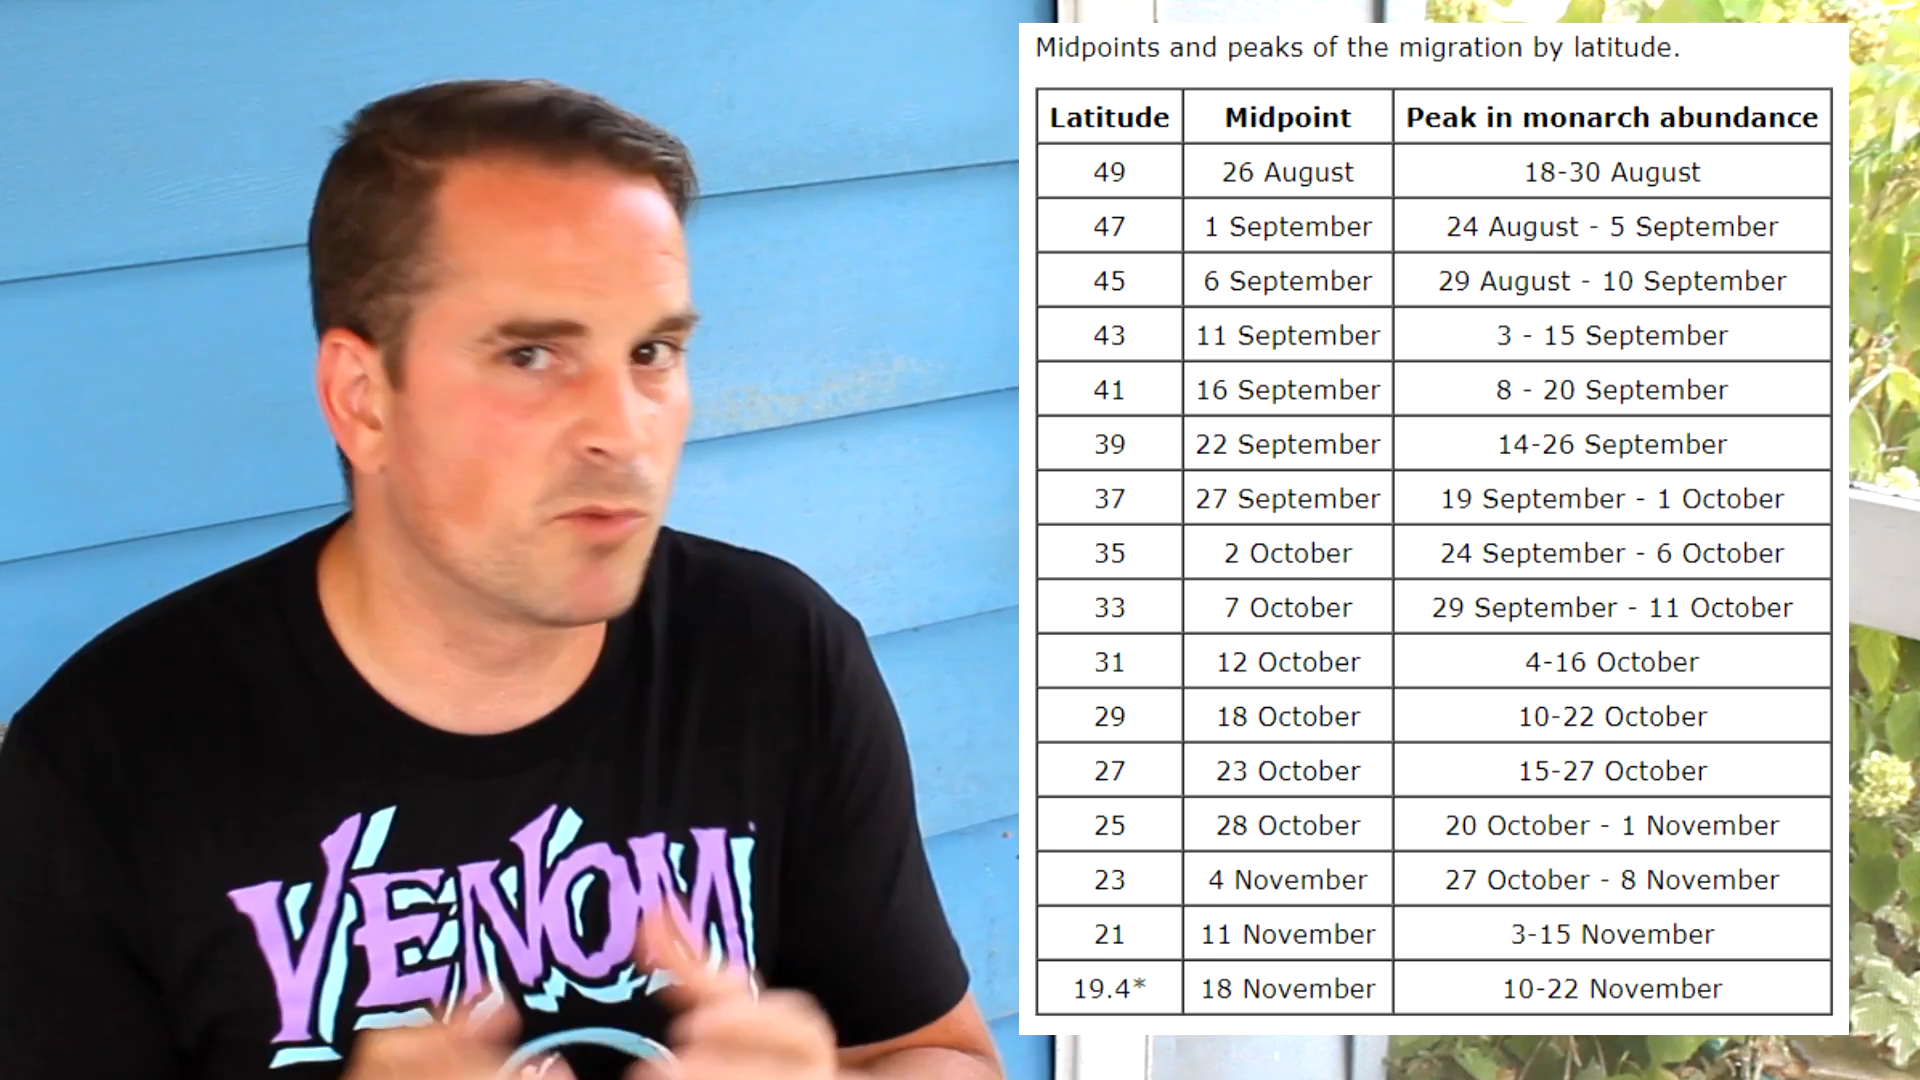 Midpoints and peaks of the migration by latitude.
Latitude Midpoint Peak in monarch abundance
49 26 August 18-30 August
47 1 September 24 August - 5 September
45 6 September 29 August - 10 September
43 11 September 3 - 15 September
41 16 September 8 - 20 September
39 22 September 14-26 September
37 27 September 19 September - 1 October
35 2 October 24 September - 6 October
33 7 October 29 September - 11 October
31 12 October 4-16 October
29 18 October 10-22 October
27 23 October 15-27 October
25 28 October 20 October - 1 November
23 4 November 27 October - 8 November
21 11 November 3-15 November
19.4* 18 November 10-22 November
VENOM